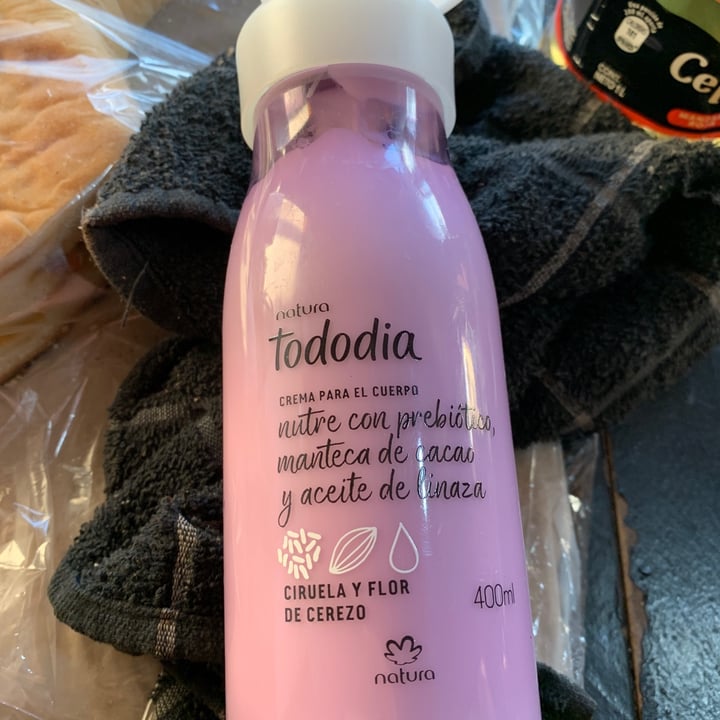 natura
tododia
CREMA PARA EL CUERPO
nutre con prebiótico,
manteca de cacao
y aceite de linaza
CIRUELA Y FLOR
DE CEREZO
400ml
natura